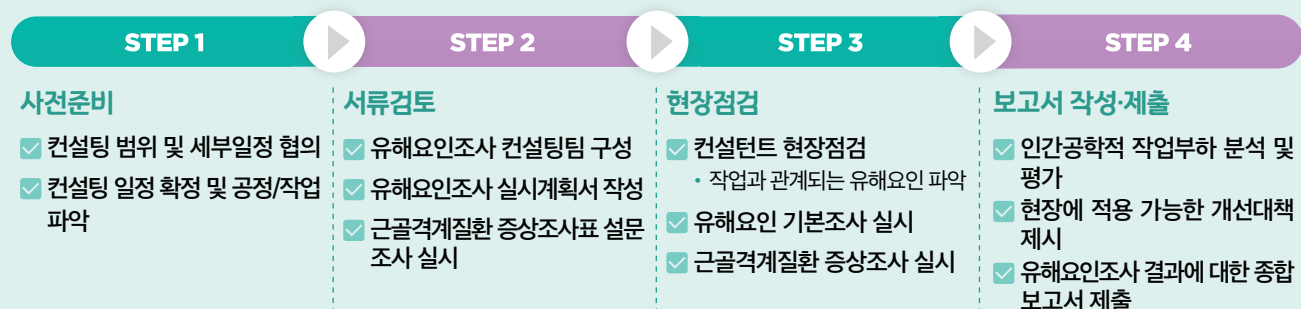 STEP 1
STEP 2
STEP 3
STEP 4
사전준비
컨설팅 범위 및 세부일정 협의
컨설팅 일정 확정 및 공정/작업
파악
서류검토
유해요인조사 컨설팅팀 구성
유해요인조사 실시계획서 작성
근골격계질환 증상조사표 설문
조사 실시
현장점검
컨설턴트 현장점검
• 작업과 관계되는 유해요인 파악
유해요인 기본조사 실시
근골격계질환 증상조사 실시
보고서 작성·제출
인간공학적 작업부하 분석 및
평가
현장에 적용 가능한 개선대책
제시
유해요인조사 결과에 대한 종합
보고서 제출